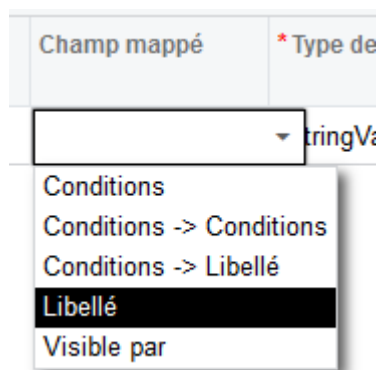 Champ mappé
* Type de
tringVa
Conditions
Conditions -> Conditions
Conditions -> Libellé
Libellé
Visible par